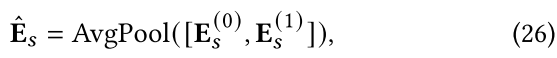 Ê_s = AvgPool([E_s^{(0)}, E_s^{(1)}]), (26)